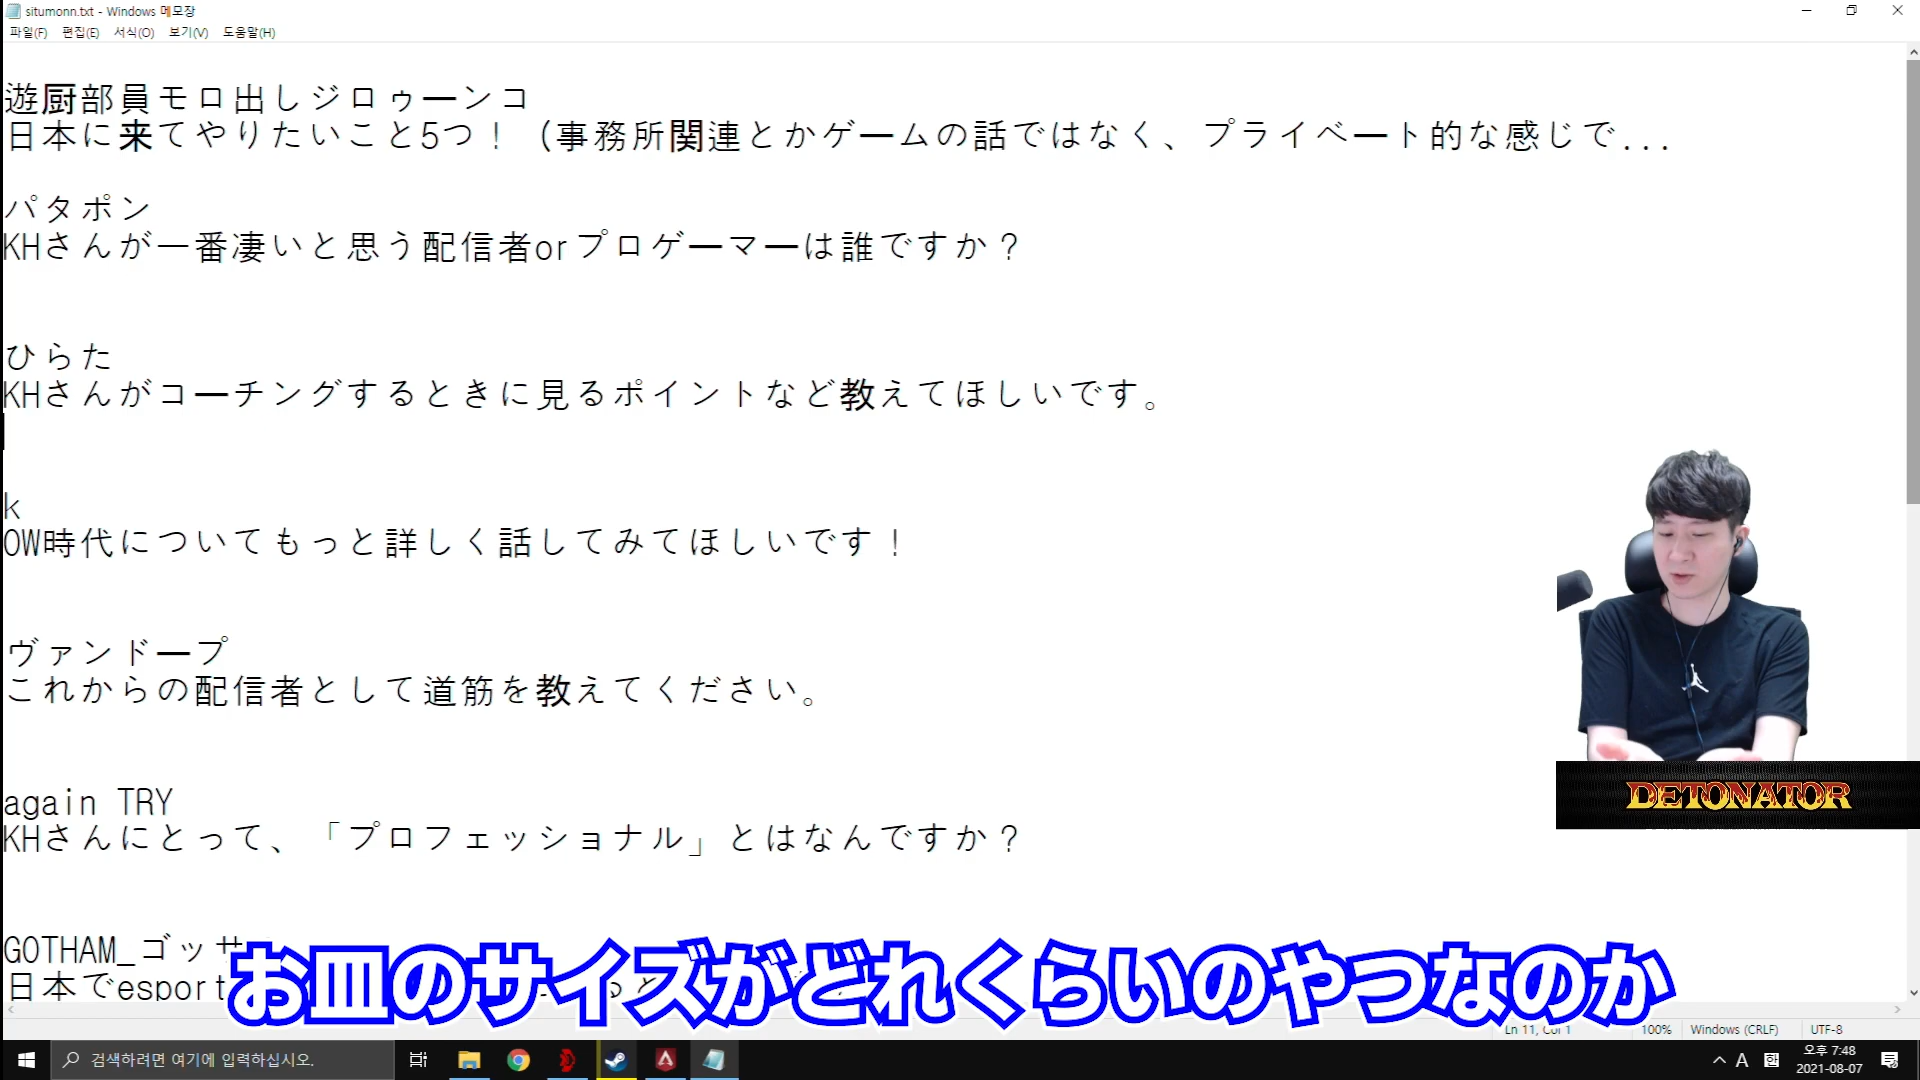 situmonn.txt - Windows 메모장
파일(F) 편집(E) 서식(O) 보기(V) 도움말(H)
遊厨部員モロ出しジロゥーンコ
日本に来てやりたいこと5つ！（事務所関連とかゲームの話ではなく、プライベート的な感じで...
パタポン
KHさんが一番凄いと思う配信者orプロゲーマーは誰ですか？
ひらた
KHさんがコーチングするときに見るポイントなど教えてほしいです。
k
OW時代についてもっと詳しく話してみてほしいです！
ヴァンドープ
これからの配信者として道筋を教えてください。
again TRY
KHさんにとって、「プロフェッショナル」とはなんですか？
DETONATOR
GOTHAM_ゴッサ
日本でesport
お皿のサイズがどれくらいのやつなのか
Ln 11, Col 1 100% Windows (CRLF) UTF-8
검색하려면 여기에 입력하십시오.
A 한 오후 7:48
2021-08-07